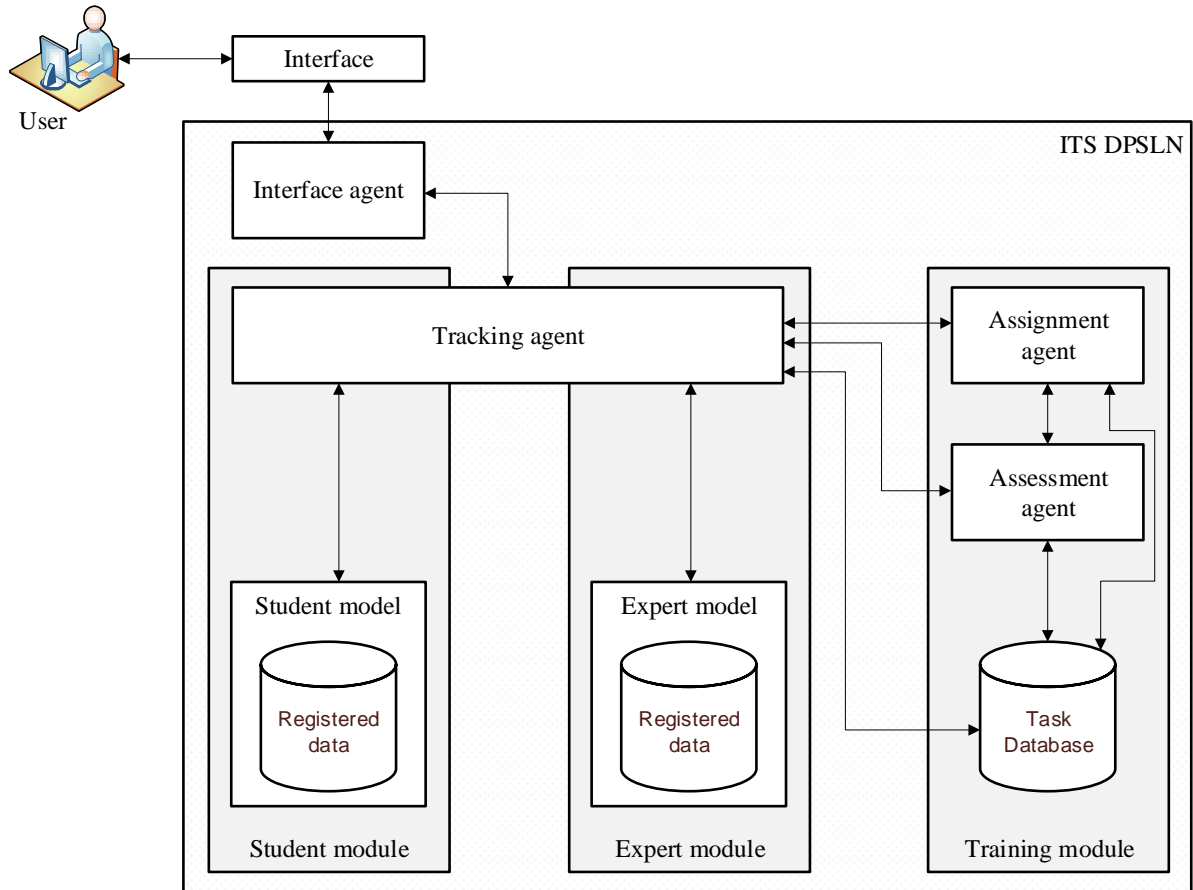 Interface
User
ITS DPSLN
Interface agent
Tracking agent
Assignment
agent
Assessment
agent
Student model
Registered
data
Expert model
Registered
data
Task
Database
Student module
Expert module
Training module